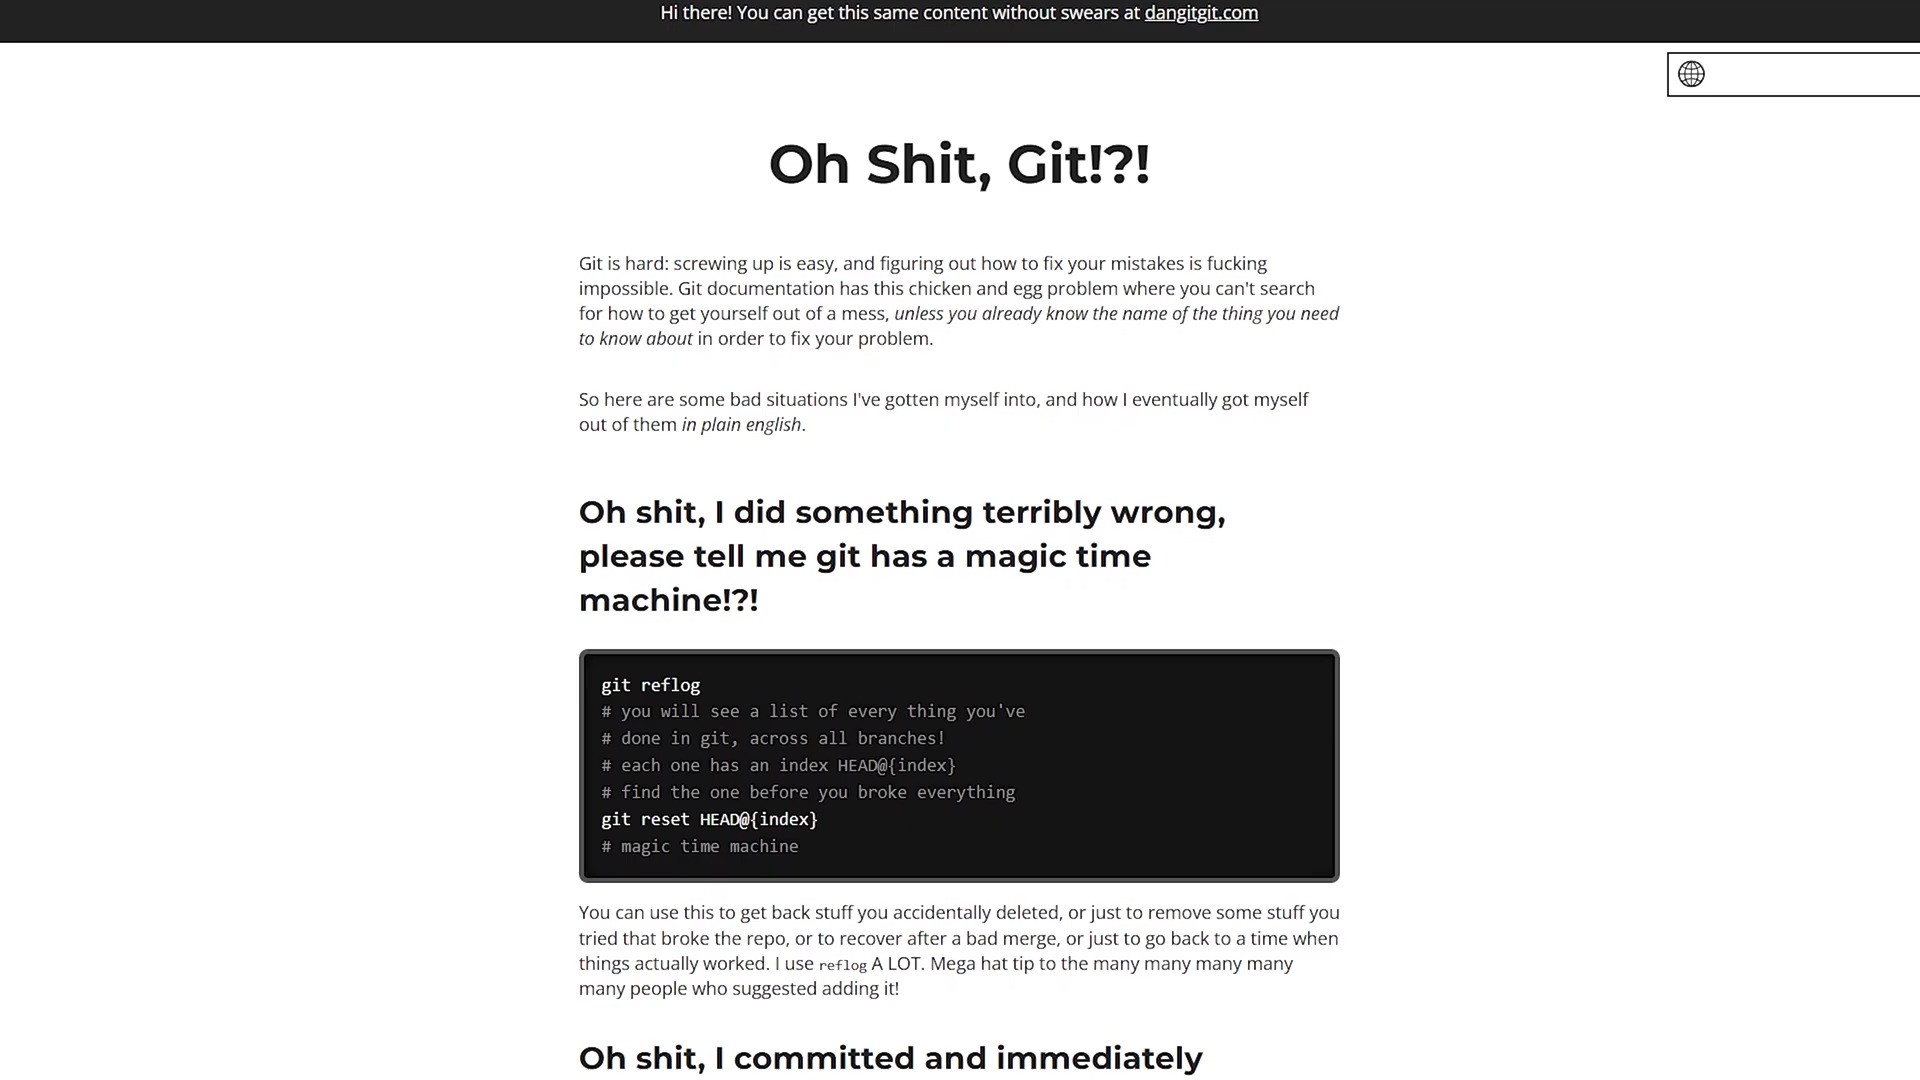 Hi there! You can get this same content without swears at dangitgit.com
Oh Shit, Git!?!
Git is hard: screwing up is easy, and figuring out how to fix your mistakes is fucking
impossible. Git documentation has this chicken and egg problem where you can't search
for how to get yourself out of a mess, unless you already know the name of the thing you need
to know about in order to fix your problem.
So here are some bad situations I've gotten myself into, and how I eventually got myself
out of them in plain english.
Oh shit, I did something terribly wrong,
please tell me git has a magic time
machine!?!
git reflog
# you will see a list of every thing you've
# done in git, across all branches!
# each one has an index HEAD@{index}
# find the one before you broke everything
git reset HEAD@{index}
# magic time machine
You can use this to get back stuff you accidentally deleted, or just to remove some stuff you
tried that broke the repo, or to recover after a bad merge, or just to go back to a time when
things actually worked. I use reflog A LOT. Mega hat tip to the many many many many
many people who suggested adding it!
Oh shit, I committed and immediately